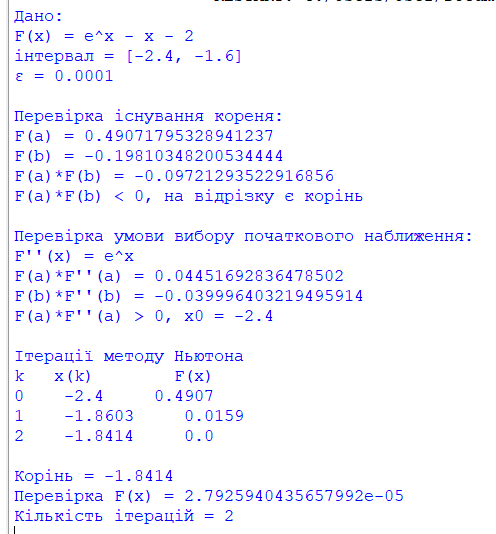 Дано:
F(x) = e^x - x - 2
інтервал = [-2.4, -1.6]
ε = 0.0001
Перевірка існування кореня:
F(a) = 0.49071795328941237
F(b) = -0.19810348200534444
F(a)*F(b) = -0.09721293522916856
F(a)*F(b) < 0, на відрізку є корінь
Перевірка умови вибору початкового наближення:
F''(x) = e^x
F(a)*F''(a) = 0.04451692836478502
F(b)*F''(b) = -0.039996403219495914
F(a)*F''(a) > 0, x0 = -2.4
Ітерації методу Ньютона
k   x(k)         F(x)
0    -2.4     0.4907
1    -1.8603      0.0159
2    -1.8414      0.0
Корінь = -1.8414
Перевірка F(x) = 2.7925940435657992e-05
Кількість ітерацій = 2